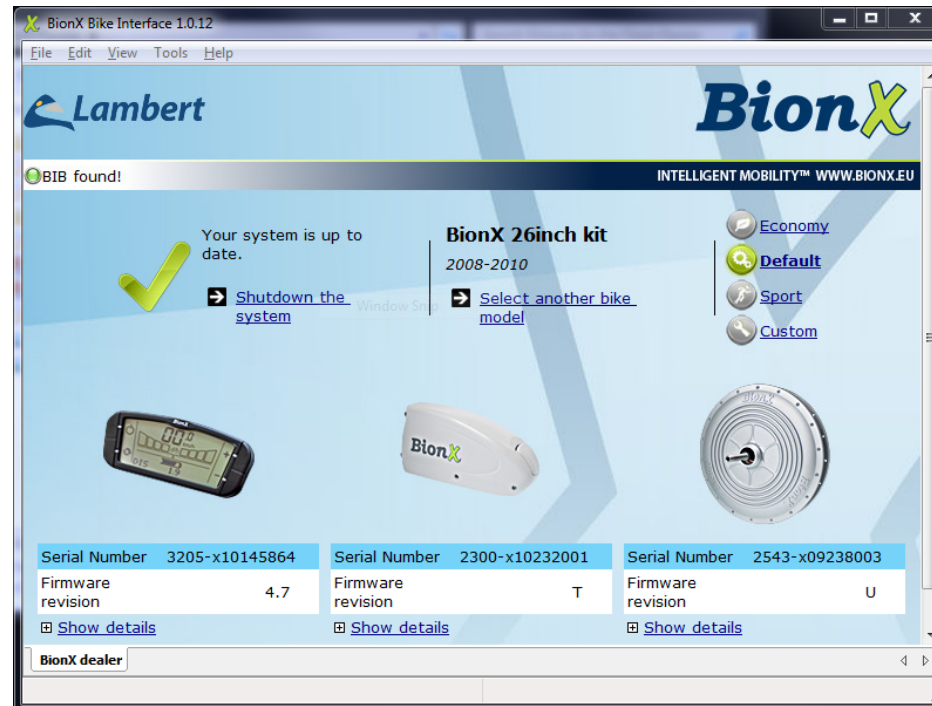 BionX Bike Interface 1.0.12
File Edit View Tools Help
Lambert
BionX
BIB found!
INTELLIGENT MOBILITY™ WWW.BIONX.EU
Your system is up to
date.
Shutdown the
system
Window Snip
BionX 26inch kit
2008-2010
Select another bike
model
Economy
Default
Sport
Custom
BionX
BionX
Serial Number 3205-x10145864
Firmware
revision 4.7
Show details
Serial Number 2300-x10232001
Firmware
revision T
Show details
Serial Number 2543-x09238003
Firmware
revision U
Show details
BionX dealer